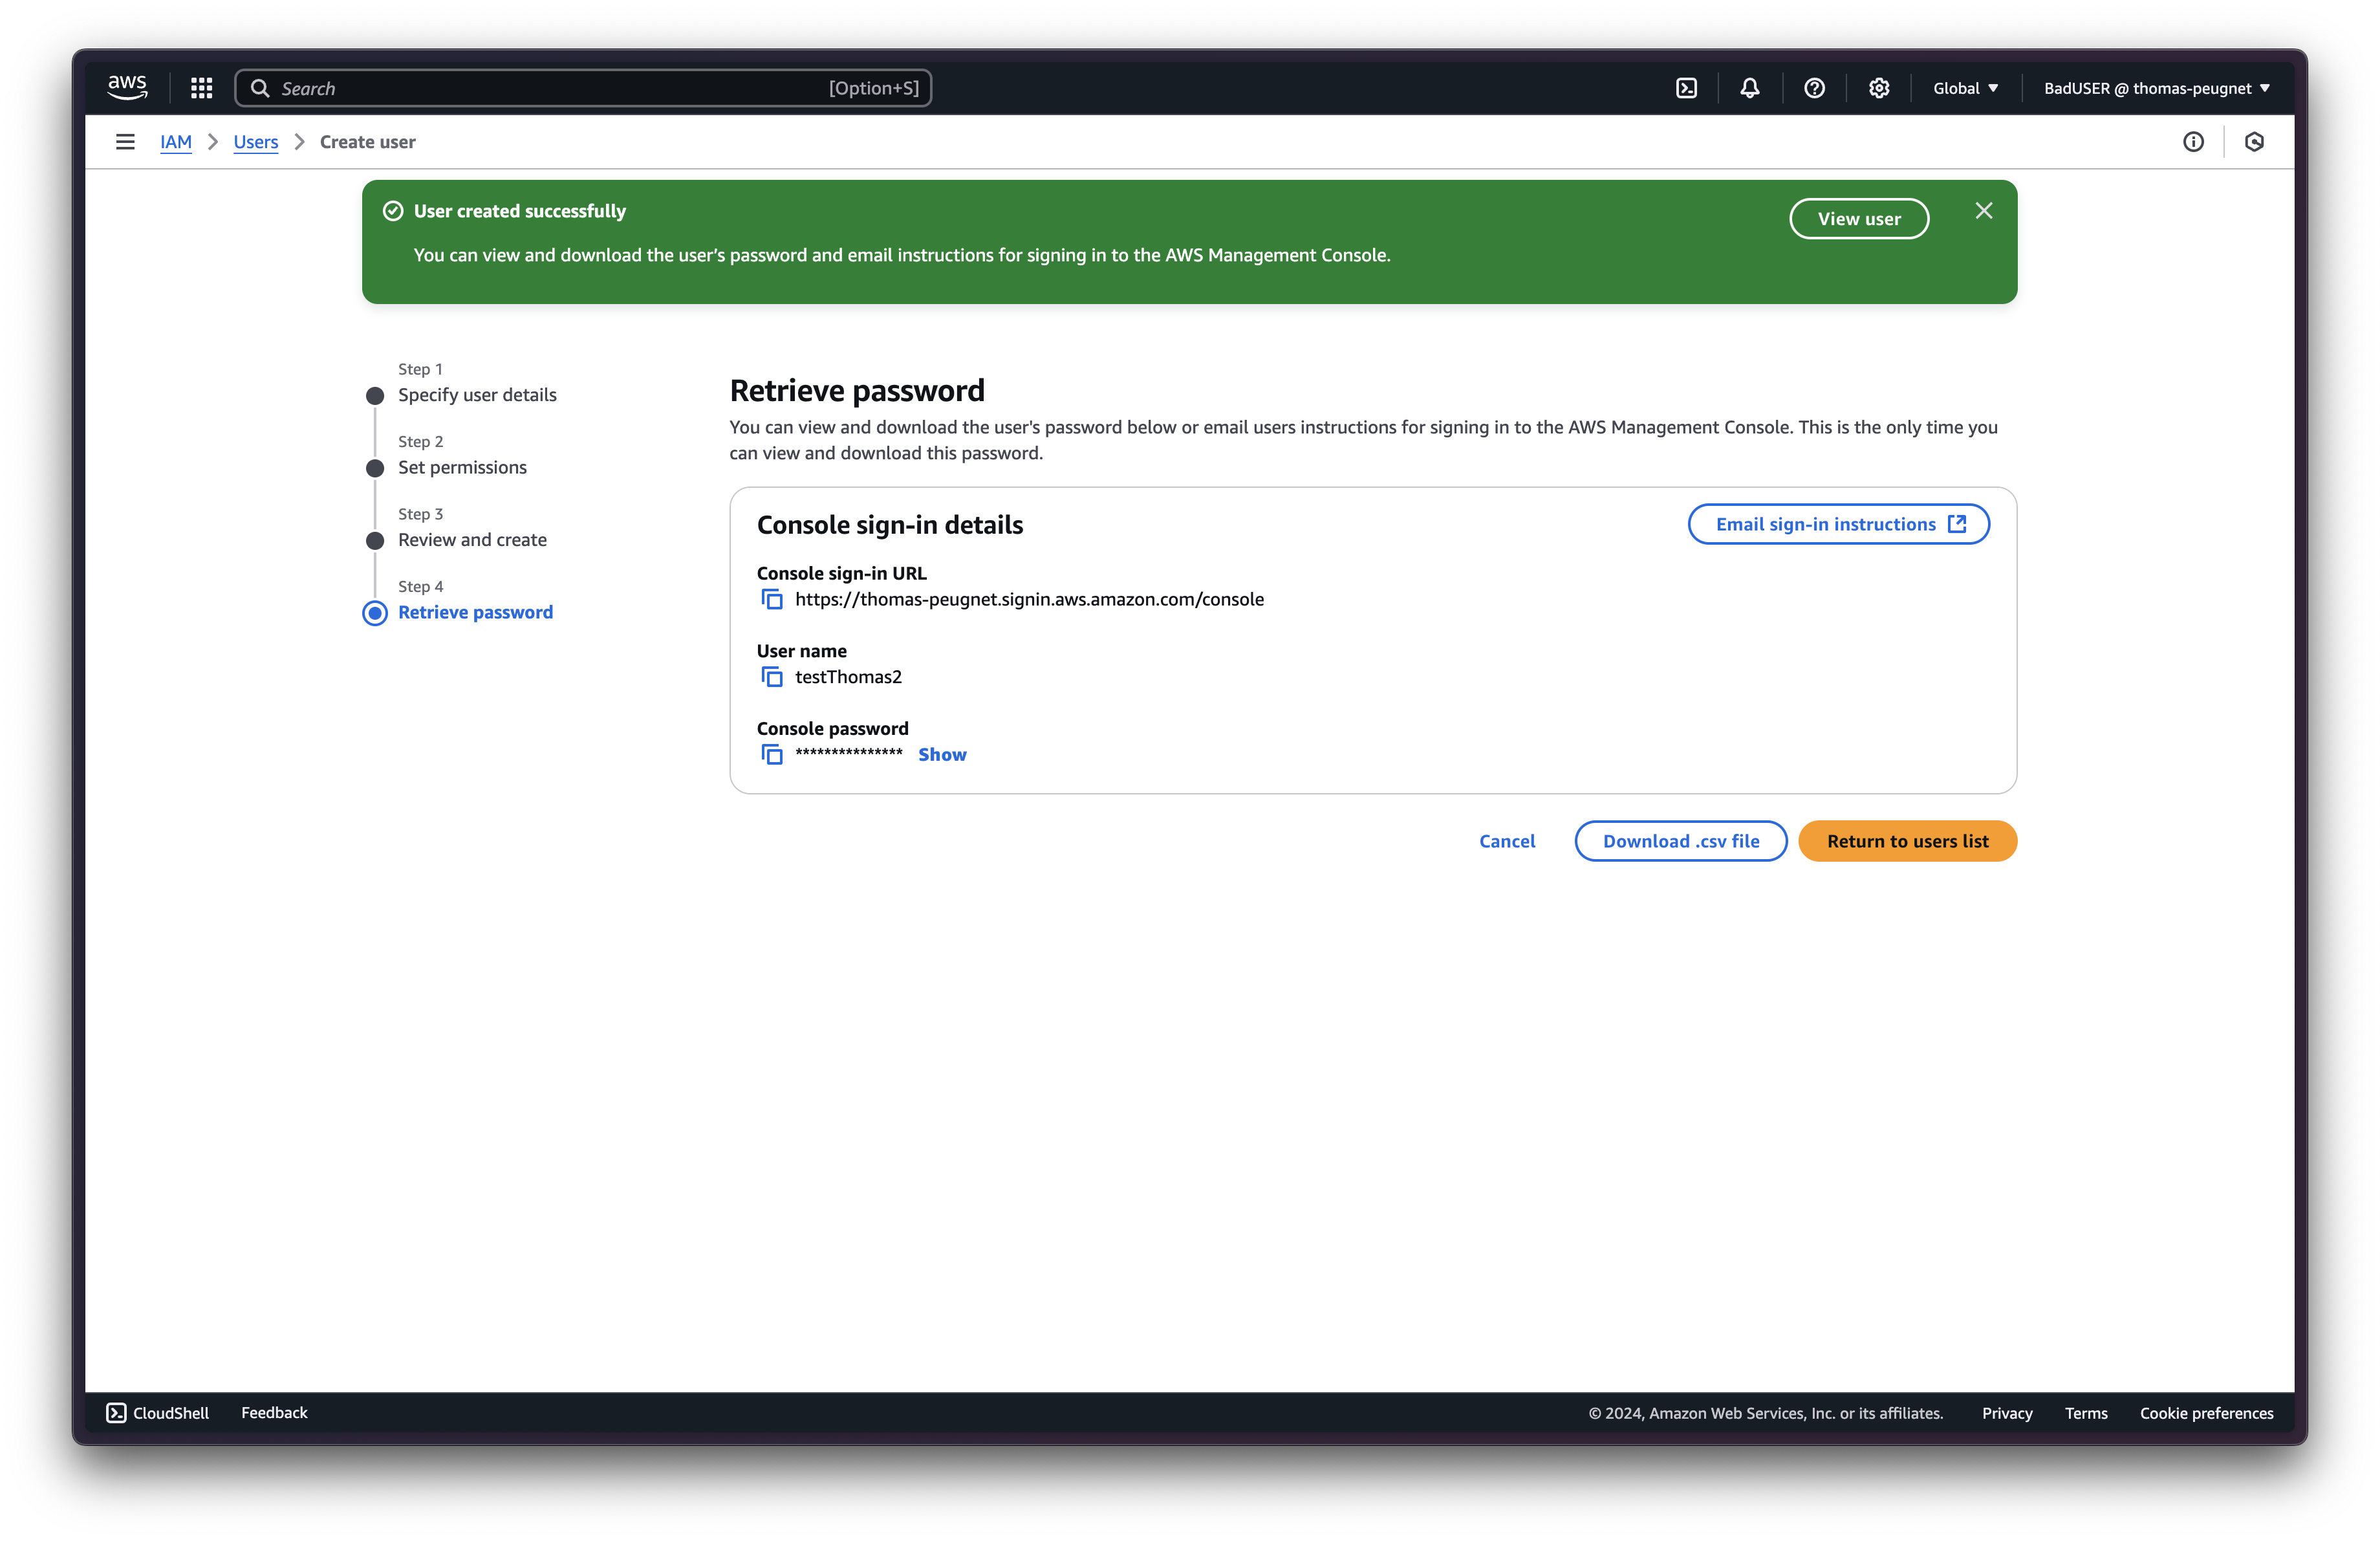 aws
Search [Option+S]
Global
BadUSER @ thomas-peugnet
IAM > Users > Create user
User created successfully
View user
You can view and download the user's password and email instructions for signing in to the AWS Management Console.
Step 1
Specify user details
Step 2
Set permissions
Step 3
Review and create
Step 4
Retrieve password
Retrieve password
You can view and download the user's password below or email users instructions for signing in to the AWS Management Console. This is the only time you
can view and download this password.
Console sign-in details
Email sign-in instructions
Console sign-in URL
https://thomas-peugnet.signin.aws.amazon.com/console
User name
testThomas2
Console password
*************** Show
Cancel
Download .csv file
Return to users list
CloudShell
Feedback
© 2024, Amazon Web Services, Inc. or its affiliates.
Privacy
Terms
Cookie preferences